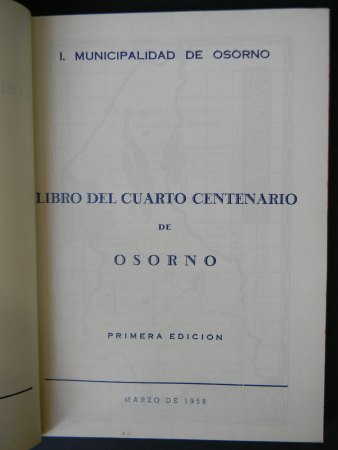 I. MUNICIPALIDAD DE OSORNO
LIBRO DEL CUARTO CENTENARIO
DE
OSORNO
PRIMERA EDICION
MARZO DE 1958